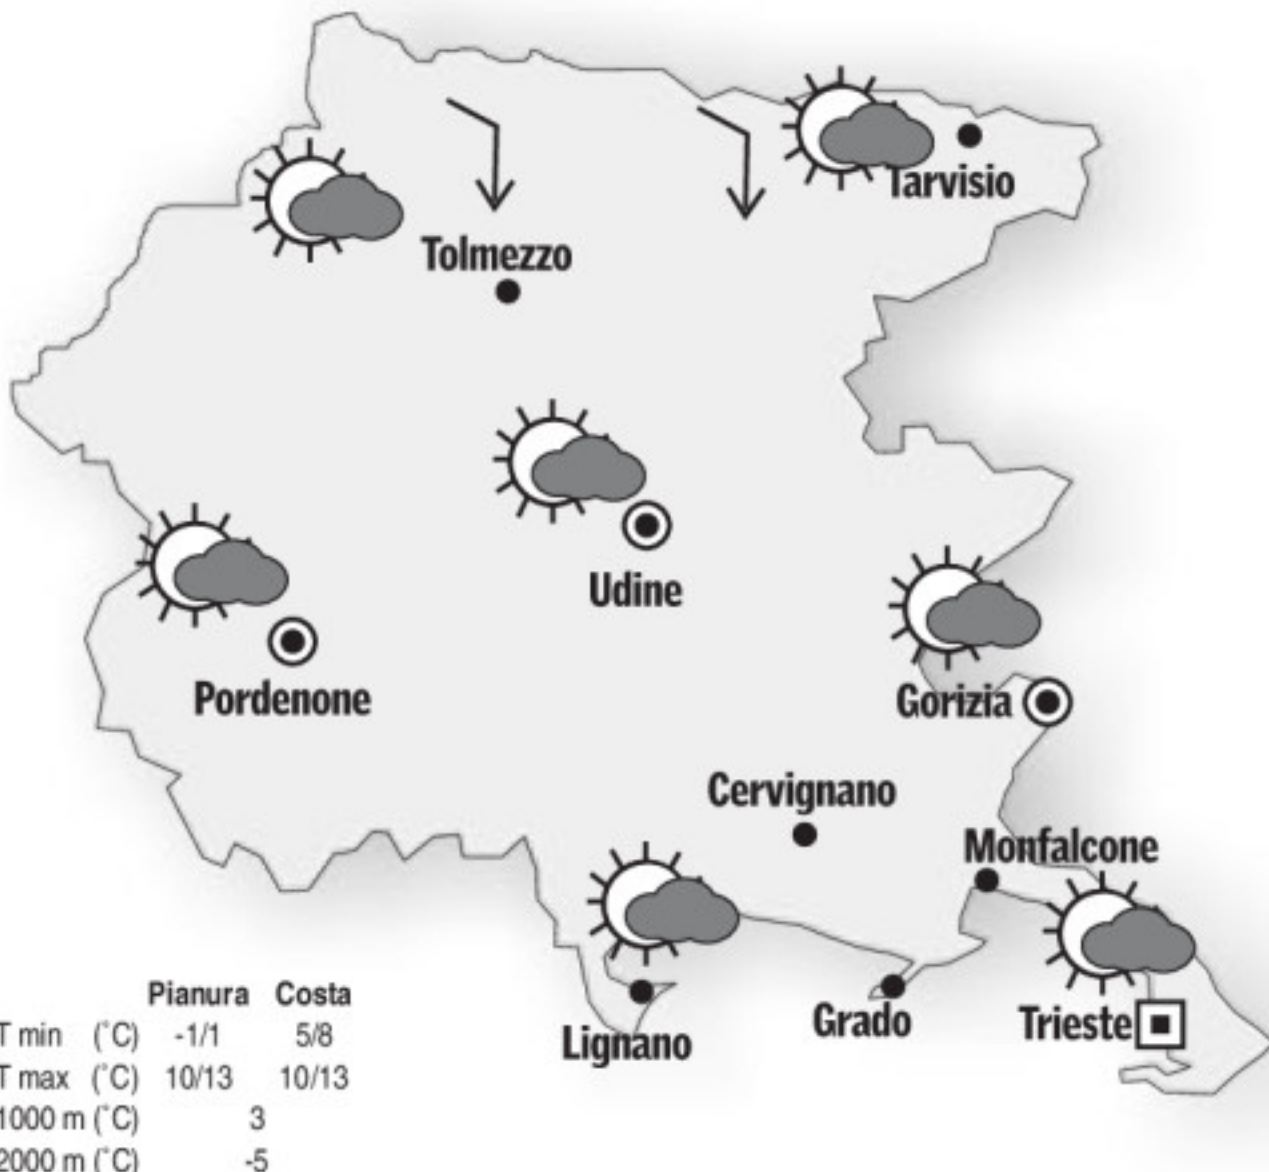 Tarvisio
Tolmezzo
Udine
Pordenone
Gorizia
Cervignano
Monfalcone
Grado
Trieste
Lignano
Pianura Costa
T min (°C) -1/1 5/8
T max (°C) 10/13 10/13
1000 m (°C) 3
2000 m (°C) -5